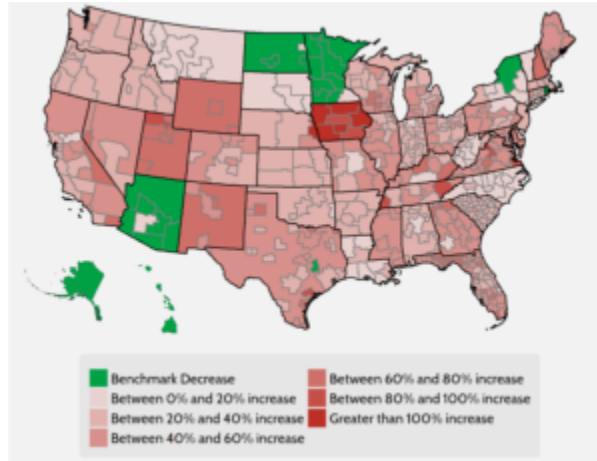 Benchmark Decrease
Between 0% and 20% increase
Between 20% and 40% increase
Between 40% and 60% increase
Between 60% and 80% increase
Between 80% and 100% increase
Greater than 100% increase